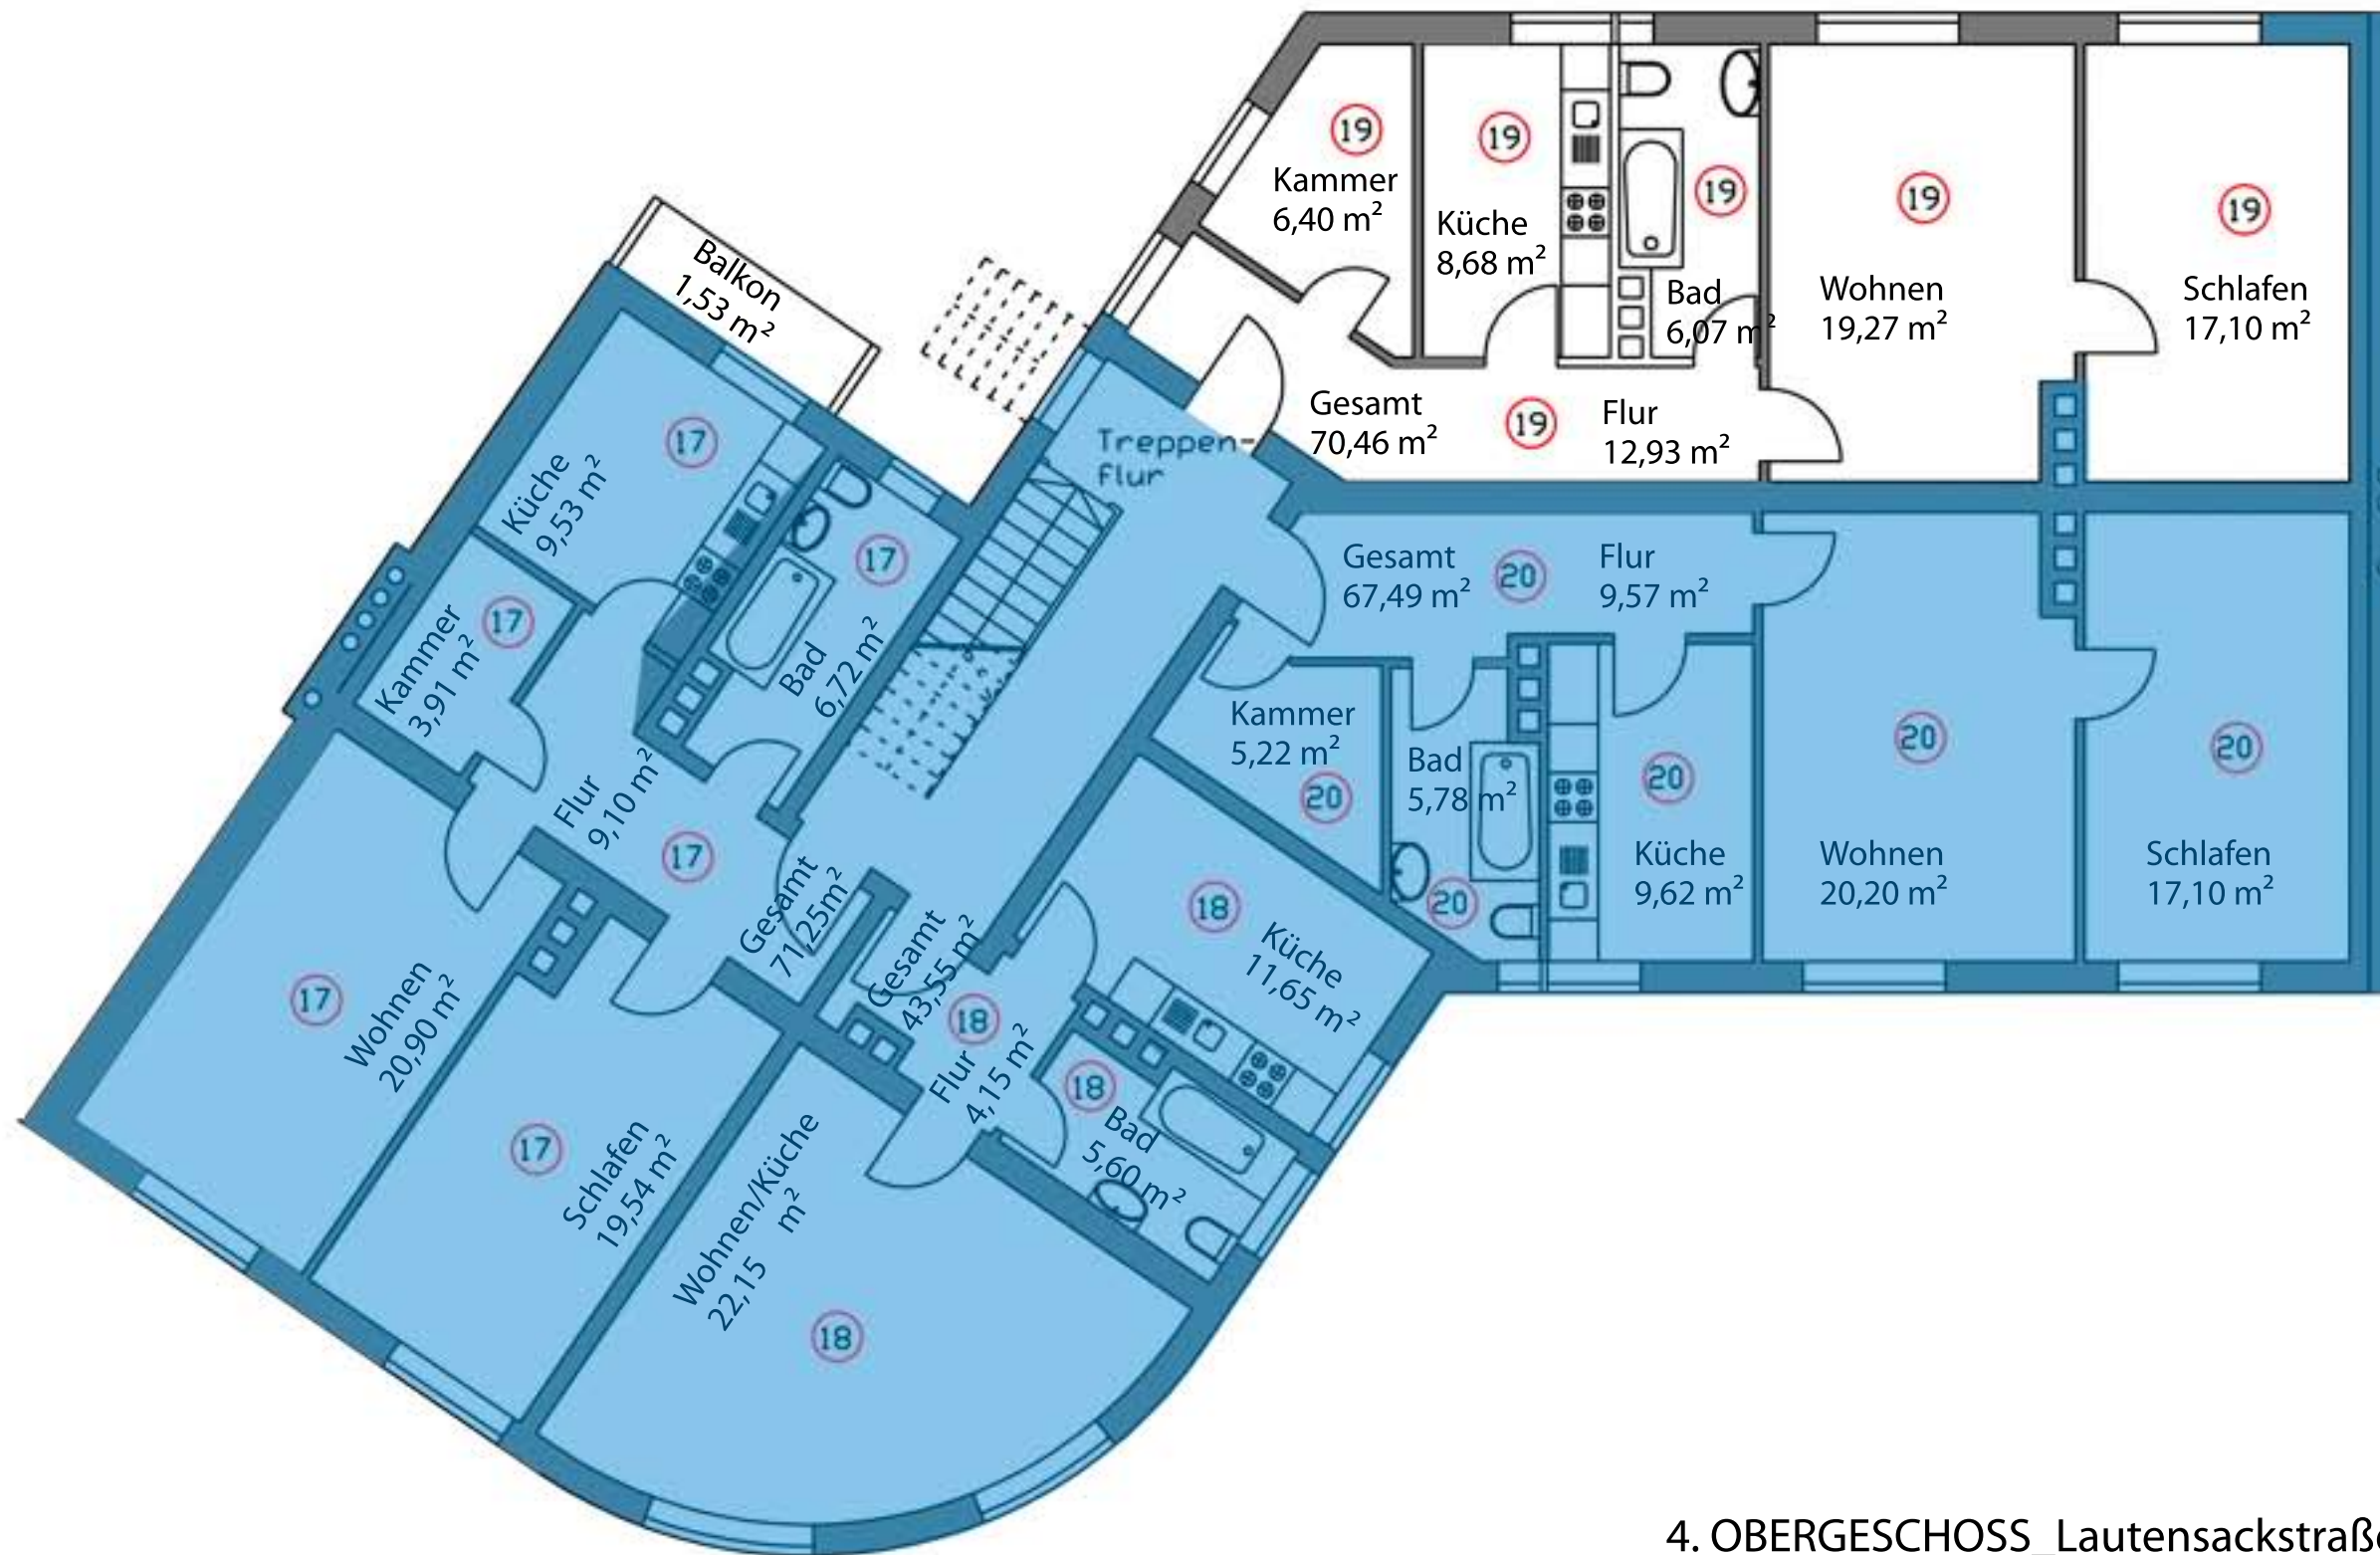 19
Kammer
6,40 m²
19
Küche
8,68 m²
19
Bad
6,07 m²
19
Wohnen
19,27 m²
19
Schlafen
17,10 m²
Gesamt
70,46 m²
19
Flur
12,93 m²
Balkon
1,53 m²
Treppen-
flur
17
Küche
9,53 m²
17
Kammer
3,91 m²
17
Bad
6,72 m²
Flur
9,10 m²
17
Gesamt
71,25m²
17
Wohnen
20,90 m²
17
Schlafen
19,54 m²
Gesamt
67,49 m²
20
Flur
9,57 m²
Kammer
5,22 m²
20
Bad
5,78 m²
20
20
Küche
9,62 m²
20
Wohnen
20,20 m²
20
Schlafen
17,10 m²
Gesamt
43,55 m²
18
Flur
4,15 m²
18
Küche
11,65 m²
18
Bad
5,60 m²
Wohnen/Küche
22,15 m²
18
4. OBERGESCHOSS_Lautensackstraße